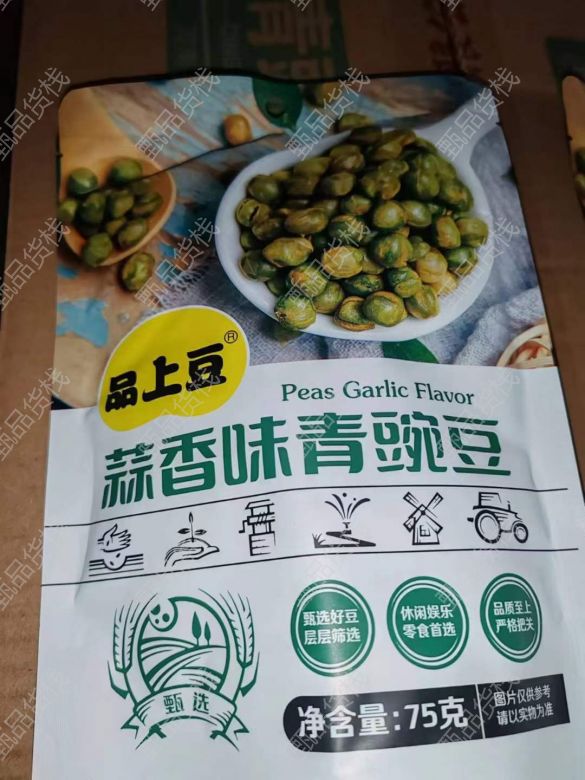 品上豆®
Peas Garlic Flavor
蒜香味青豌豆
甄选好豆
层层筛选
休闲娱乐
零食首选
品质至上
严格把关
甄选
净含量:75克
图片仅供参考
请以实物为准
甄品货栈